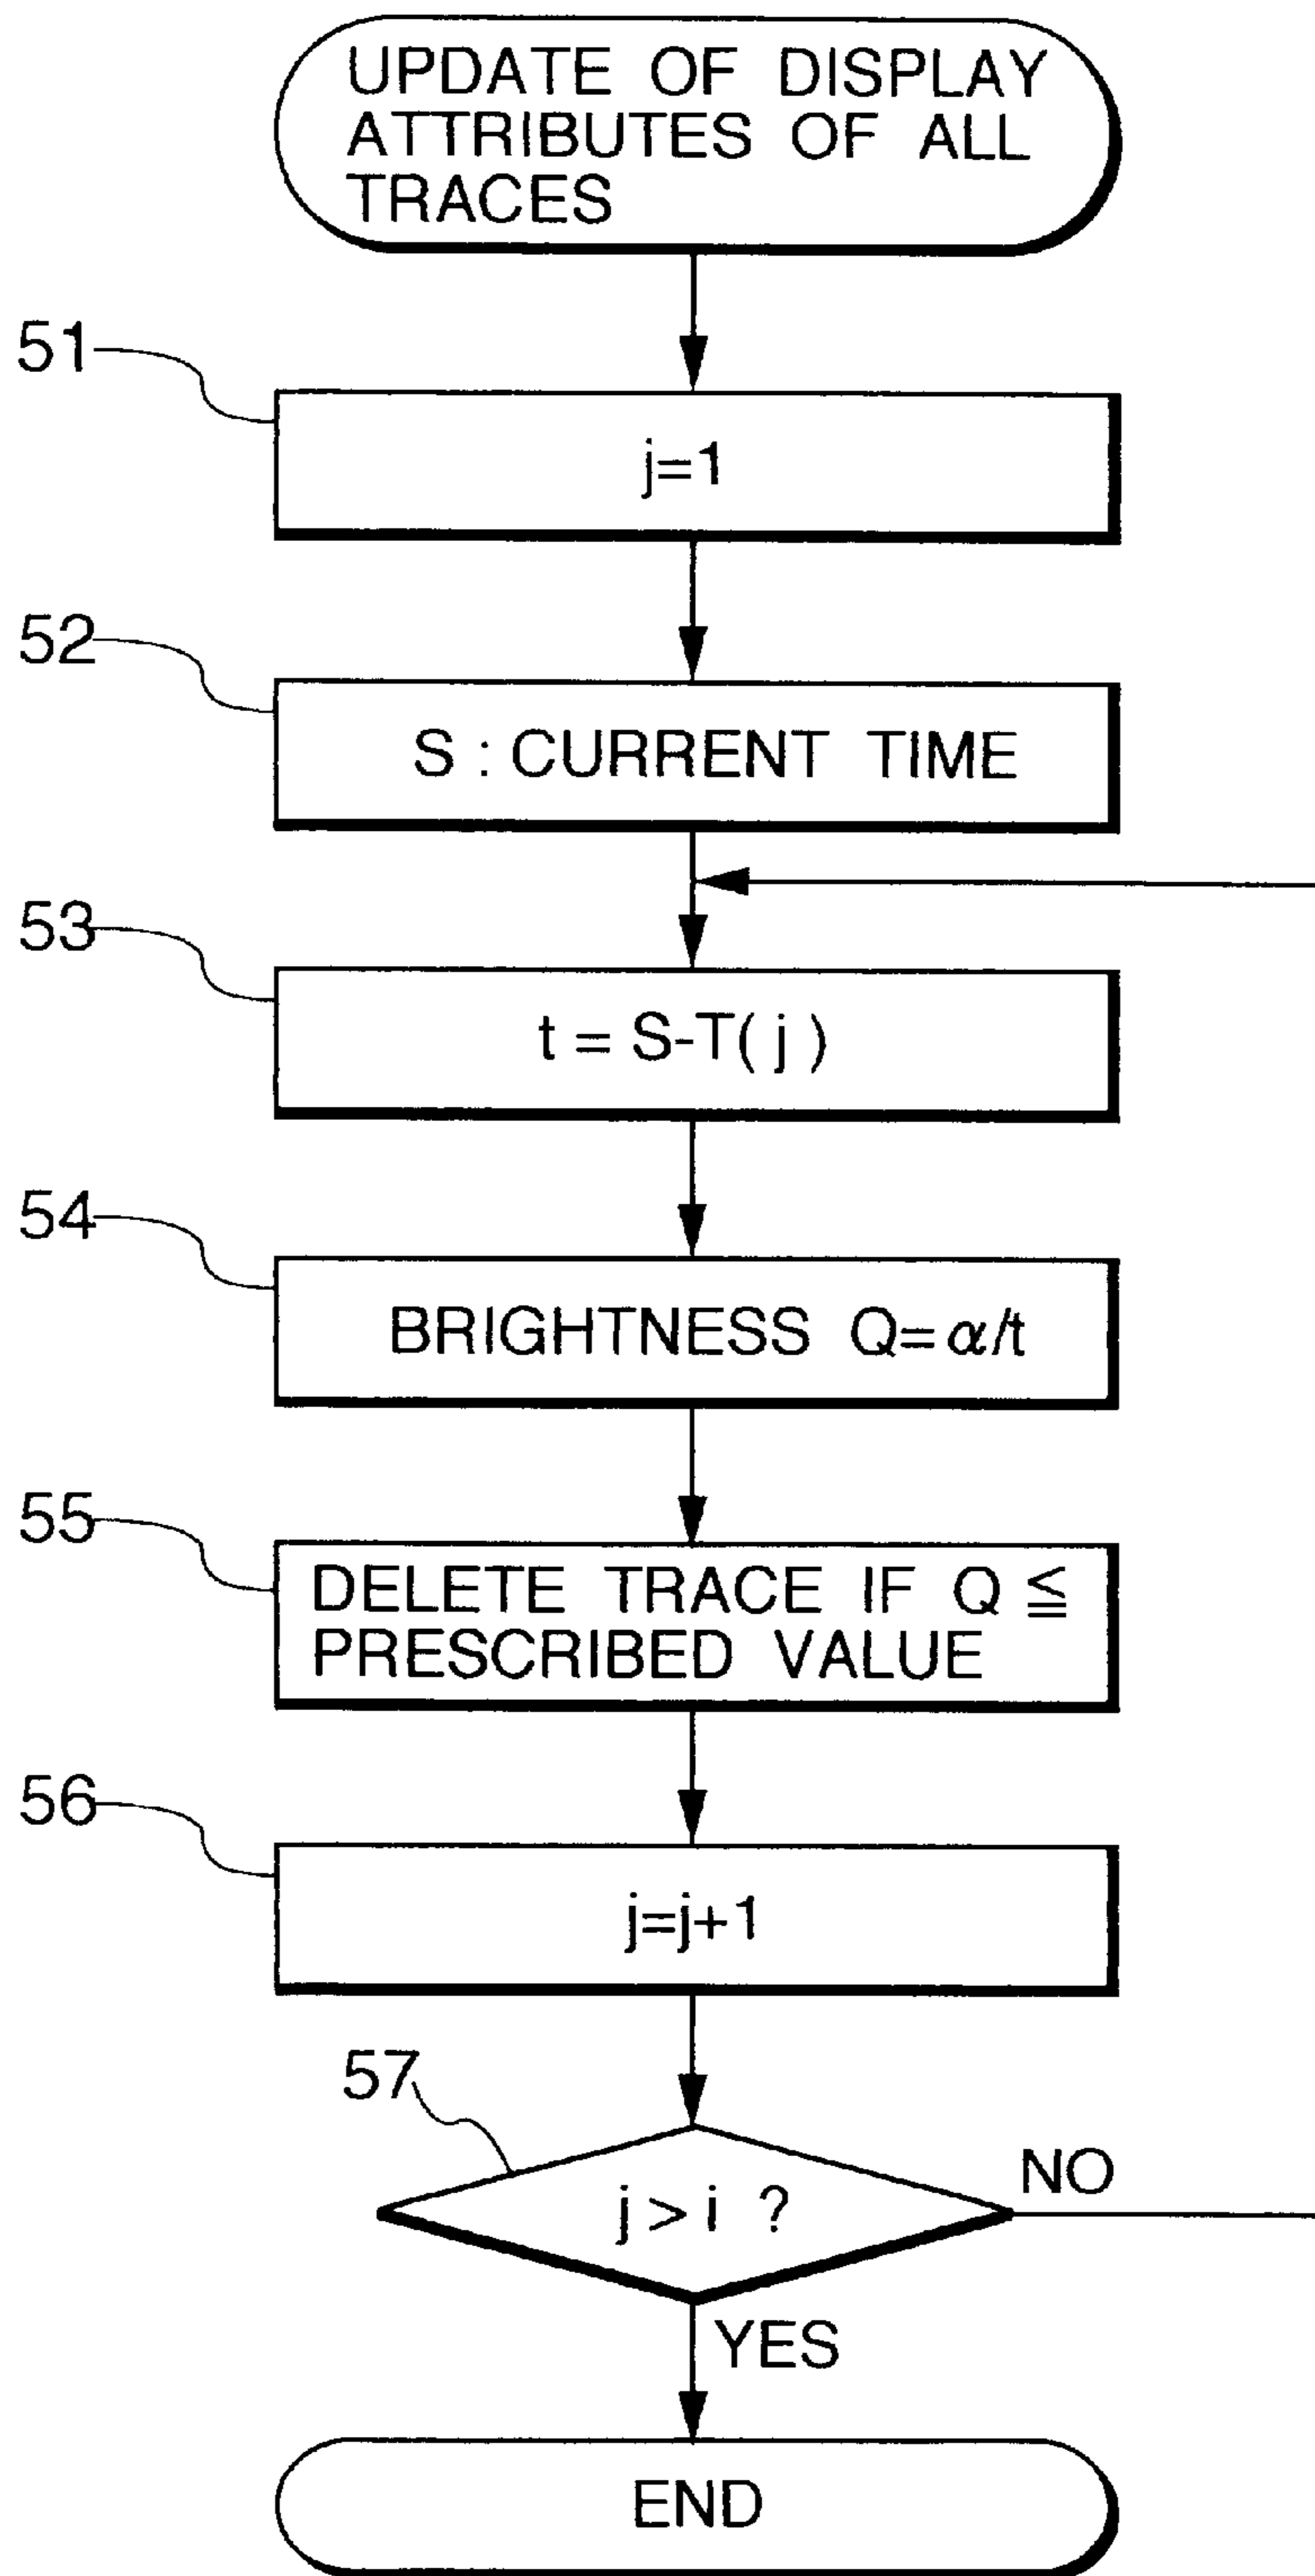 UPDATE OF DISPLAY
ATTRIBUTES OF ALL
TRACES
51
j=1
52
S : CURRENT TIME
53
t = S-T( j )
54
BRIGHTNESS Q=α/t
55
DELETE TRACE IF Q ≦
PRESCRIBED VALUE
56
j=j+1
57
j > i ?
NO
YES
END